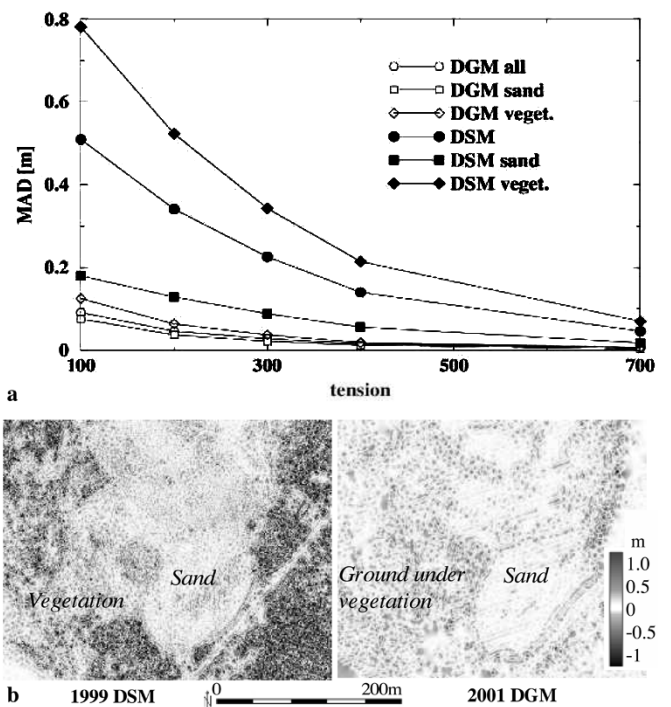 0.8
DGM all
DGM sand
DGM veget.
0.6
DSM
DSM sand
DSM veget.
MAD [m]
0.4
0.2
0
100 300 500 700
a
tension
m
1.0
0.5
0
-0.5
-1
Vegetation
Sand
Ground under
vegetation
Sand
b 1999 DSM N 0 200m 2001 DGM